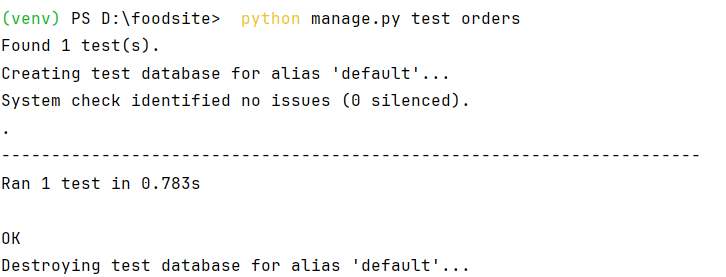 (venv) PS D:\foodsite>  python manage.py test orders
Found 1 test(s).
Creating test database for alias 'default'...
System check identified no issues (0 silenced).
.
----------------------------------------------------------------------
Ran 1 test in 0.783s

OK
Destroying test database for alias 'default'...